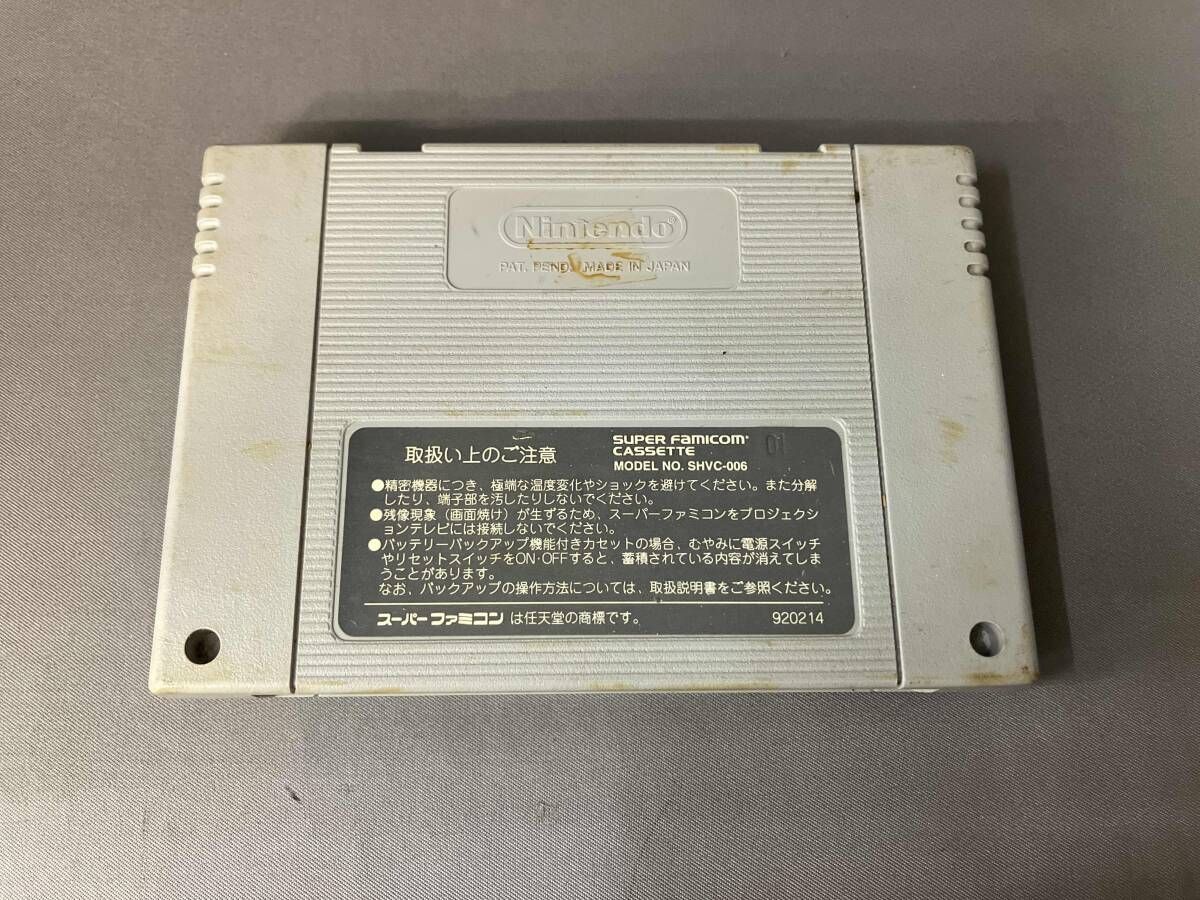 Nintendo®
PAT. PEND. MADE IN JAPAN
取扱い上のご注意
SUPER FAMICOM®
CASSETTE
MODEL NO. SHVC-006
01
●精密機器につき、極端な温度変化やショックを避けてください。また分解
したり、端子部を汚したりしないでください。
●残像現象（画面焼け）が生ずるため、スーパーファミコンをプロジェクシ
ョンテレビには接続しないでください。
●バッテリーバックアップ機能付きカセットの場合、むやみに電源スイッチ
やリセットスイッチをON・OFFすると、蓄積されている内容が消えてしま
うことがあります。
なお、バックアップの操作方法については、取扱説明書をご参照ください。
スーパーファミコン は任天堂の商標です。
920214